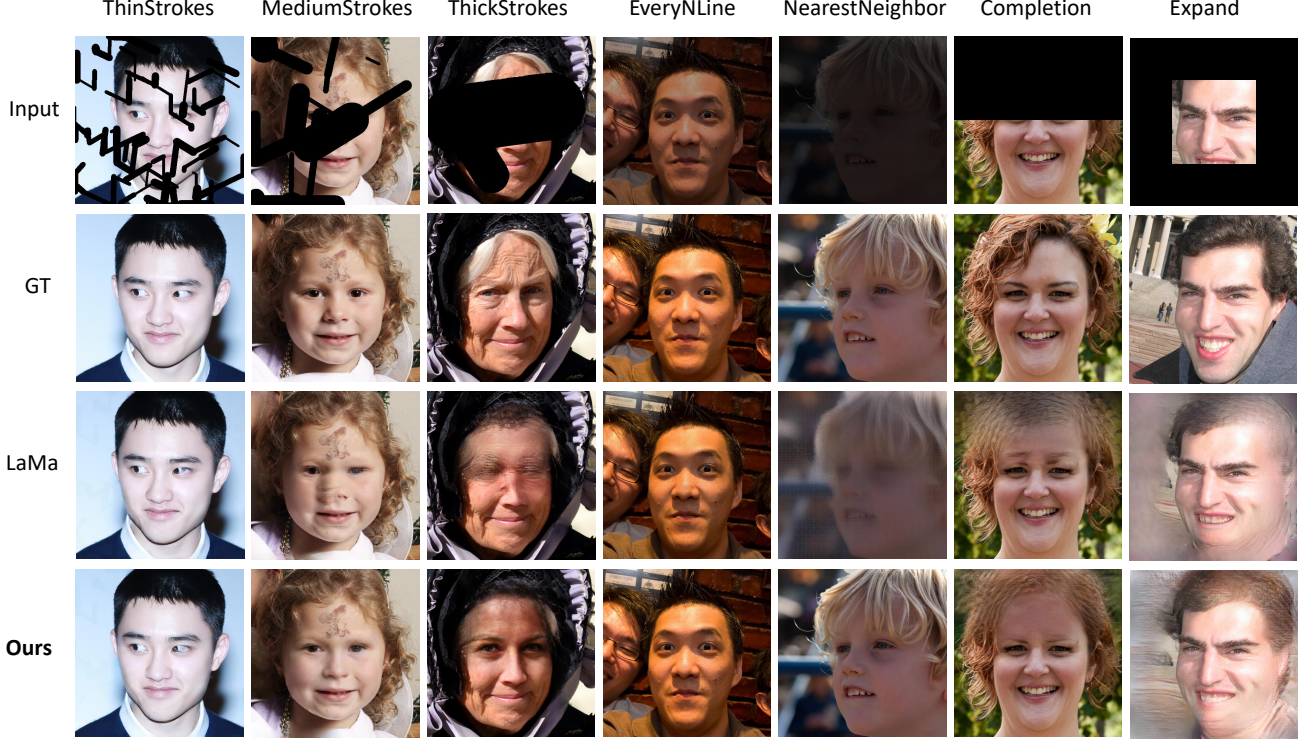 ThinStrokes MediumStrokes ThickStrokes EveryNLine NearestNeighbor Completion Expand
Input
GT
LaMa
Ours